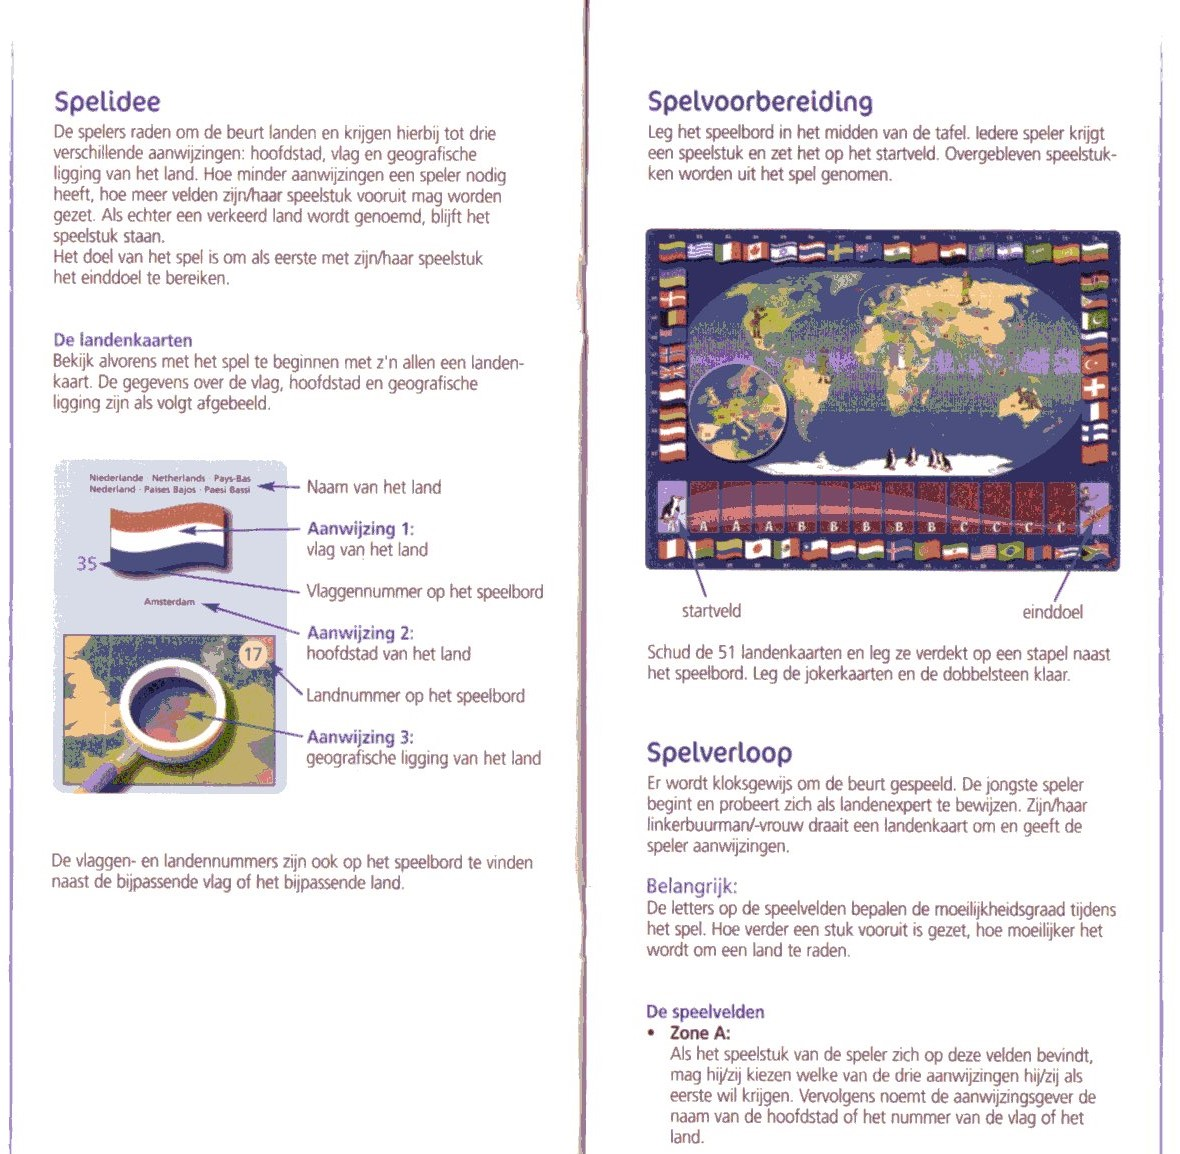 Spelidee
De spelers raden om de beurt landen en krijgen hierbij tot drie
verschillende aanwijzingen: hoofdstad, vlag en geografische
ligging van het land. Hoe minder aanwijzingen een speler nodig
heeft, hoe meer velden zijn/haar speelstuk vooruit mag worden
gezet. Als echter een verkeerd land wordt genoemd, blijft het
speelstuk staan.
Het doel van het spel is om als eerste met zijn/haar speelstuk
het einddoel te bereiken.
De landenkaarten
Bekijk alvorens met het spel te beginnen met z'n allen een landen-
kaart. De gegevens over de vlag, hoofdstad en geografische
ligging zijn als volgt afgebeeld.
Niederlande Netherlands Pays-Bas
Nederland · Paises Bajos · Paesi Bassi
Naam van het land
Aanwijzing 1:
vlag van het land
35
Vlaggennummer op het speelbord
Amsterdam
Aanwijzing 2:
hoofdstad van het land
17
Landnummer op het speelbord
Aanwijzing 3:
geografische ligging van het land
De vlaggen- en landennummers zijn ook op het speelbord te vinden
naast de bijpassende vlag of het bijpassende land.
Spelvoorbereiding
Leg het speelbord in het midden van de tafel. Iedere speler krijgt
een speelstuk en zet het op het startveld. Overgebleven speelstuk-
ken worden uit het spel genomen.
A A A B B B B B C C C C
startveld einddoel
Schud de 51 landenkaarten en leg ze verdekt op een stapel naast
het speelbord. Leg de jokerkaarten en de dobbelsteen klaar.
Spelverloop
Er wordt kloksgewijs om de beurt gespeeld. De jongste speler
begint en probeert zich als landenexpert te bewijzen. Zijn/haar
linkerbuurman/-vrouw draait een landenkaart om en geeft de
speler aanwijzingen.
Belangrijk:
De letters op de speelvelden bepalen de moeilijkheidsgraad tijdens
het spel. Hoe verder een stuk vooruit is gezet, hoe moeilijker het
wordt om een land te raden.
De speelvelden
• Zone A:
Als het speelstuk van de speler zich op deze velden bevindt,
mag hij/zij kiezen welke van de drie aanwijzingen hij/zij als
eerste wil krijgen. Vervolgens noemt de aanwijzingsgever de
naam van de hoofdstad of het nummer van de vlag of het
land.